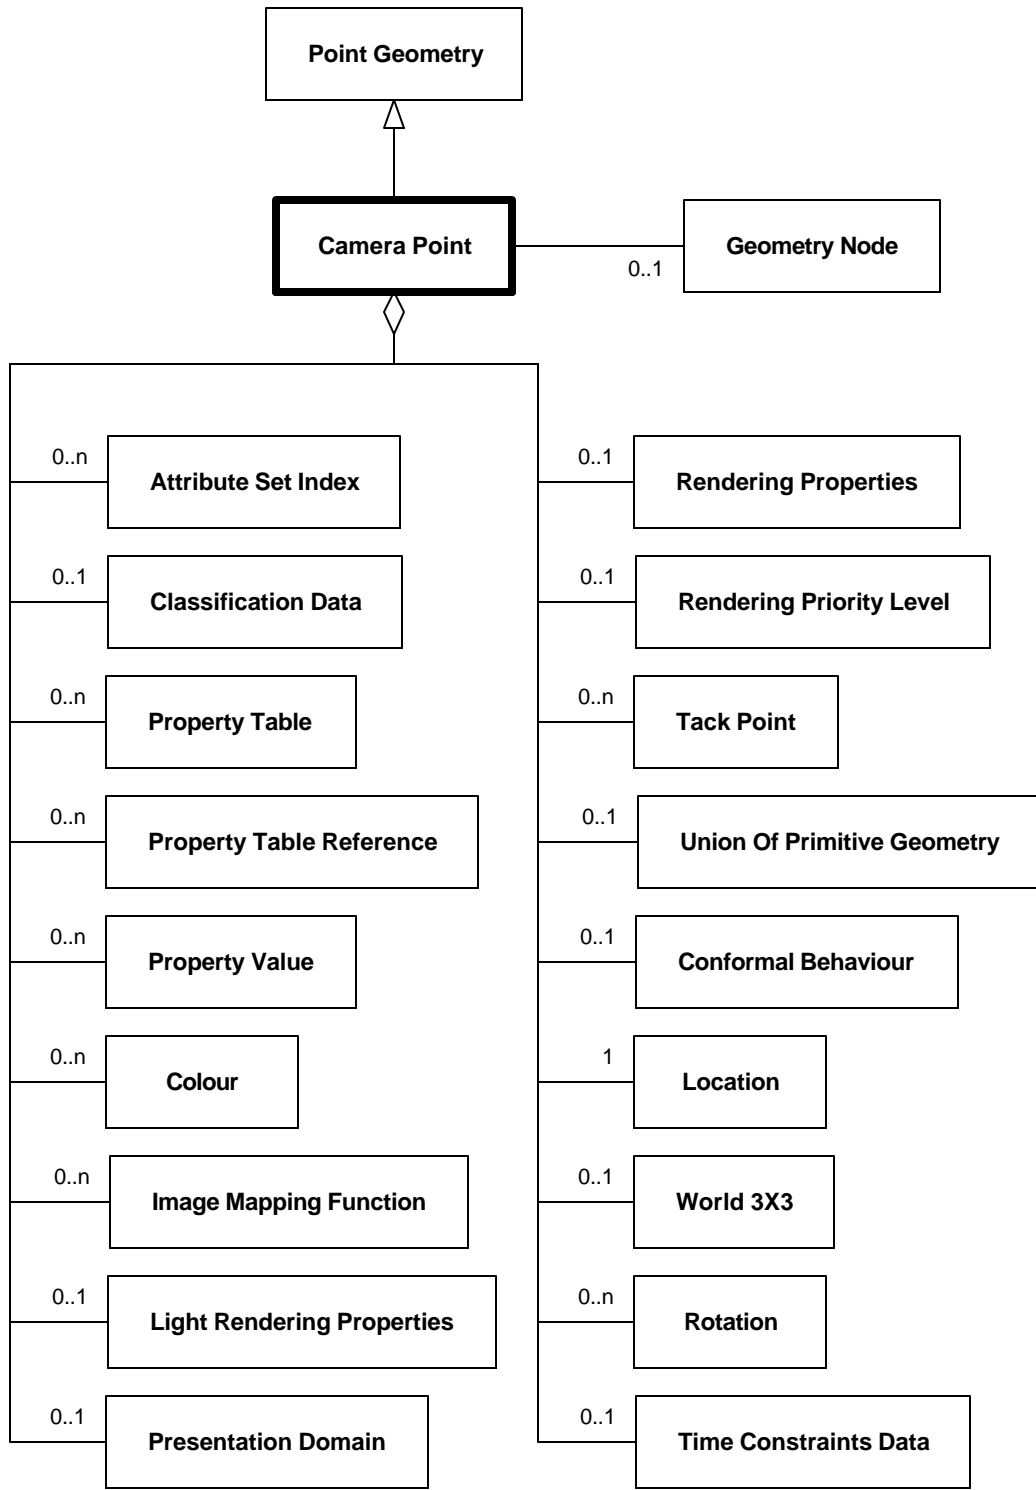 Point Geometry
Camera Point
Geometry Node
0..1
0..n
Attribute Set Index
0..1
Classification Data
0..n
Property Table
0..n
Property Table Reference
0..n
Property Value
0..n
Colour
0..n
Image Mapping Function
0..1
Light Rendering Properties
0..1
Presentation Domain
0..1
Rendering Properties
0..1
Rendering Priority Level
0..n
Tack Point
0..1
Union Of Primitive Geometry
0..1
Conformal Behaviour
1
Location
0..1
World 3X3
0..n
Rotation
0..1
Time Constraints Data